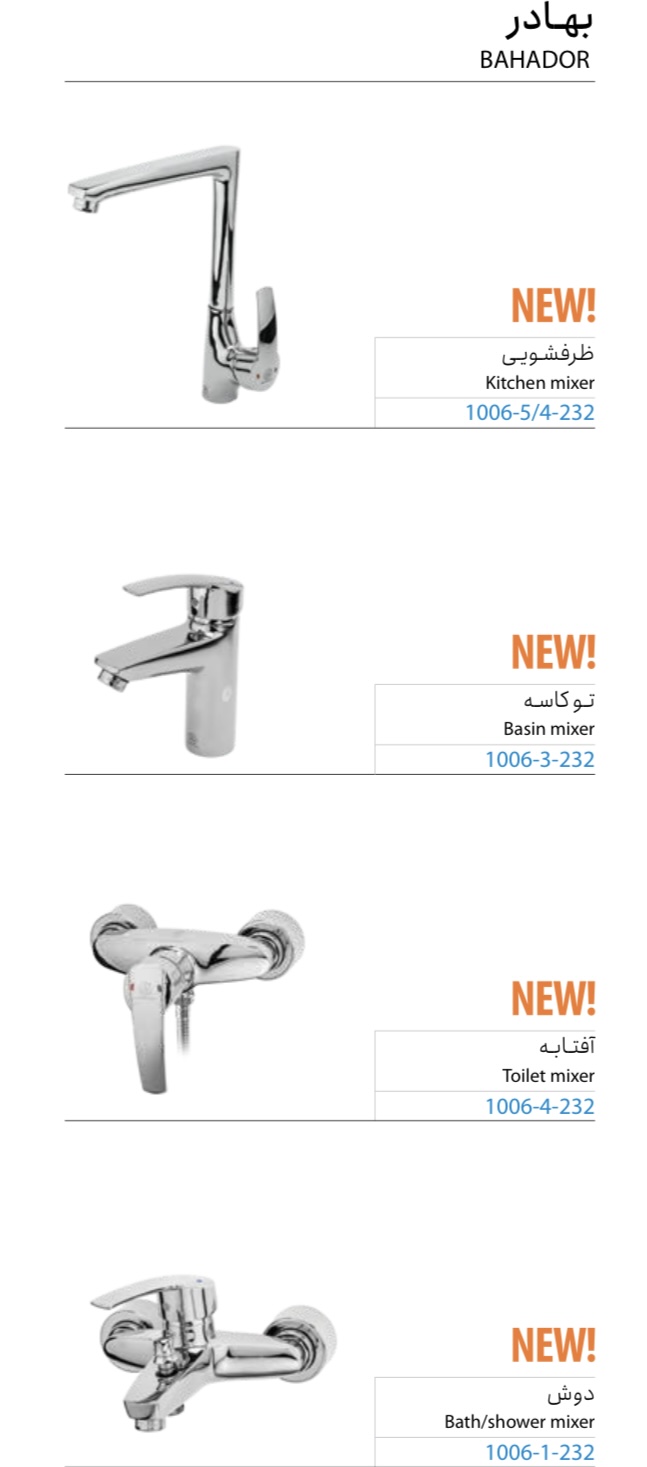 بهادر
BAHADOR
NEW!
ظرفشویی
Kitchen mixer
1006-5/4-232
NEW!
توکاسه
Basin mixer
1006-3-232
NEW!
آفتابه
Toilet mixer
1006-4-232
NEW!
دوش
Bath/shower mixer
1006-1-232